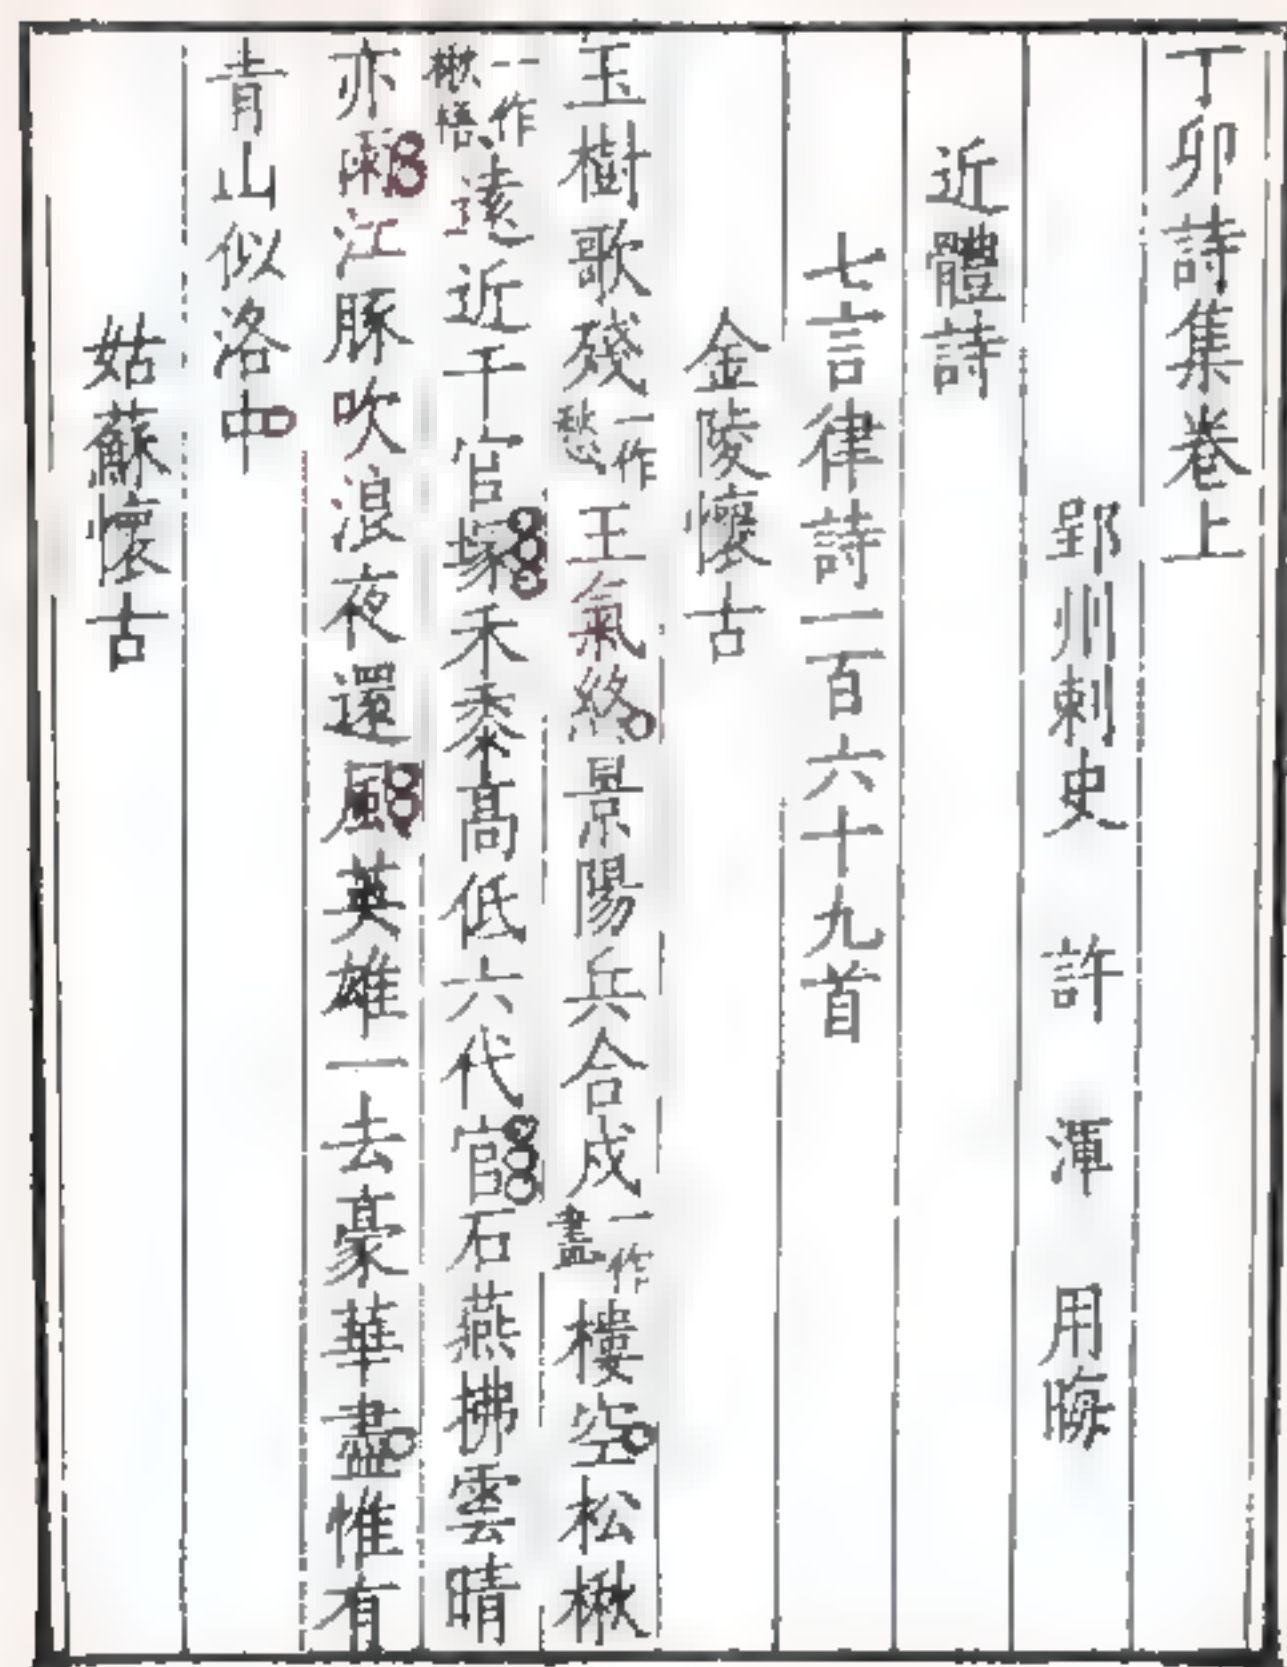 丁卯詩集卷上
郢州刺史 許 渾 用晦
近體詩
七言律詩一百六十九首
金陵懷古
玉樹歌殘一作愁王氣終景陽兵合戍一作畫樓空松楸
一作楸梧遠近千官塚禾黍高低六代官石燕拂雲晴
亦雨江豚吹浪夜還風英雄一去豪華盡惟有
青山似洛中
姑蘇懷古